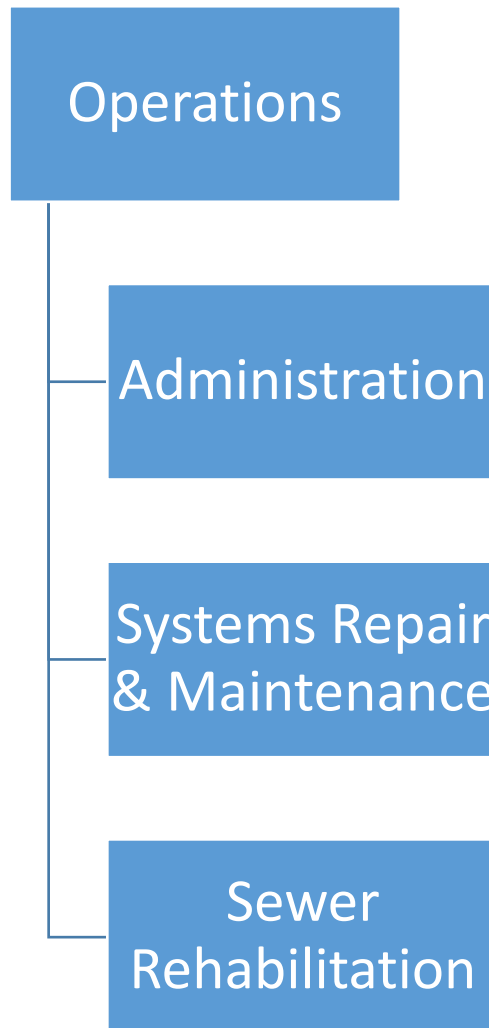 Operations
Administration
Systems Repair
& Maintenance
Sewer
Rehabilitation